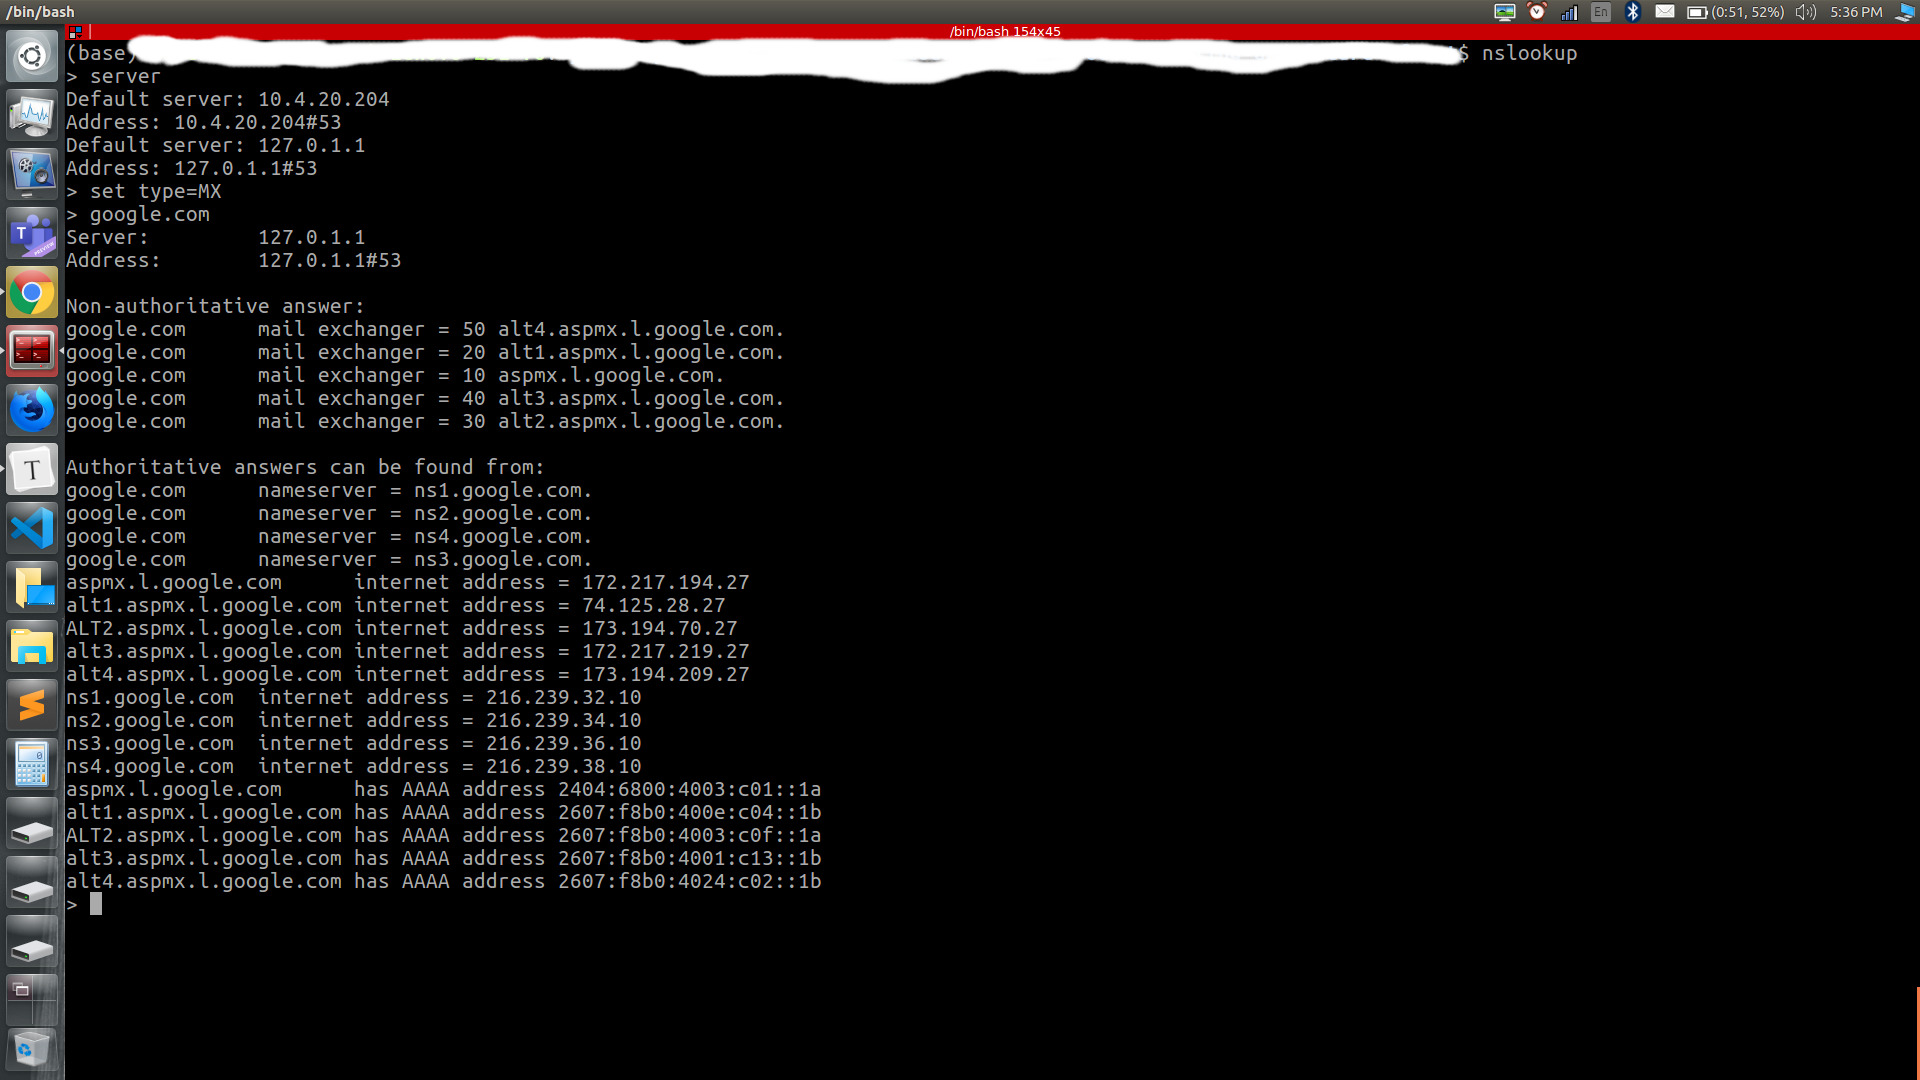 /bin/bash
En
(0:51, 52%)
5:36 PM
/bin/bash 154x45
(base)
$ nslookup
> server
Default server: 10.4.20.204
Address: 10.4.20.204#53
Default server: 127.0.1.1
Address: 127.0.1.1#53
> set type=MX
> google.com
Server:         127.0.1.1
Address:        127.0.1.1#53
Non-authoritative answer:
google.com      mail exchanger = 50 alt4.aspmx.l.google.com.
google.com      mail exchanger = 20 alt1.aspmx.l.google.com.
google.com      mail exchanger = 10 aspmx.l.google.com.
google.com      mail exchanger = 40 alt3.aspmx.l.google.com.
google.com      mail exchanger = 30 alt2.aspmx.l.google.com.
Authoritative answers can be found from:
google.com      nameserver = ns1.google.com.
google.com      nameserver = ns2.google.com.
google.com      nameserver = ns4.google.com.
google.com      nameserver = ns3.google.com.
aspmx.l.google.com      internet address = 172.217.194.27
alt1.aspmx.l.google.com internet address = 74.125.28.27
ALT2.aspmx.l.google.com internet address = 173.194.70.27
alt3.aspmx.l.google.com internet address = 172.217.219.27
alt4.aspmx.l.google.com internet address = 173.194.209.27
ns1.google.com  internet address = 216.239.32.10
ns2.google.com  internet address = 216.239.34.10
ns3.google.com  internet address = 216.239.36.10
ns4.google.com  internet address = 216.239.38.10
aspmx.l.google.com      has AAAA address 2404:6800:4003:c01::1a
alt1.aspmx.l.google.com has AAAA address 2607:f8b0:400e:c04::1b
ALT2.aspmx.l.google.com has AAAA address 2607:f8b0:4003:c0f::1a
alt3.aspmx.l.google.com has AAAA address 2607:f8b0:4001:c13::1b
alt4.aspmx.l.google.com has AAAA address 2607:f8b0:4024:c02::1b
>